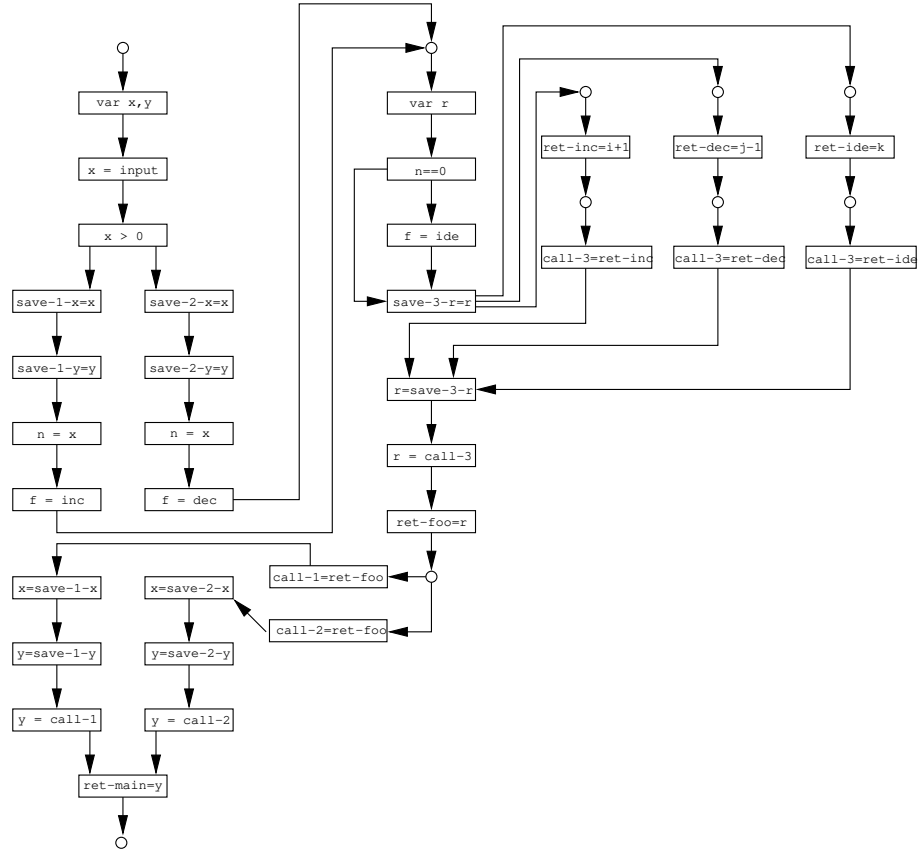 var x,y
x = input
x > 0
save-1-x=x
save-2-x=x
save-1-y=y
save-2-y=y
n = x
n = x
f = inc
f = dec
var r
n==0
f = ide
save-3-r=r
ret-inc=i+1
ret-dec=j-1
ret-ide=k
call-3=ret-inc
call-3=ret-dec
call-3=ret-ide
r=save-3-r
r = call-3
ret-foo=r
call-1=ret-foo
call-2=ret-foo
x=save-1-x
x=save-2-x
y=save-1-y
y=save-2-y
y = call-1
y = call-2
ret-main=y